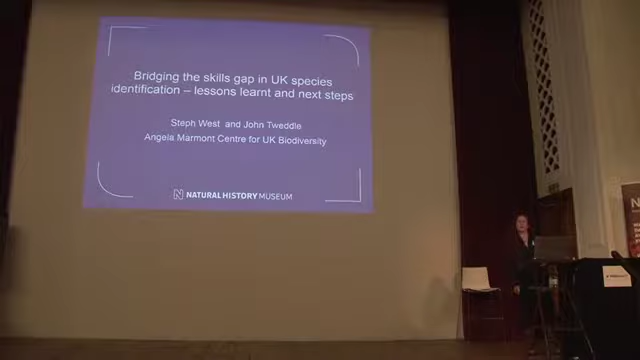 Bridging the skills gap in UK species
identification – lessons learnt and next steps
Steph West and John Tweddle
Angela Marmont Centre for UK Biodiversity
N NATURAL HISTORY MUSEUM